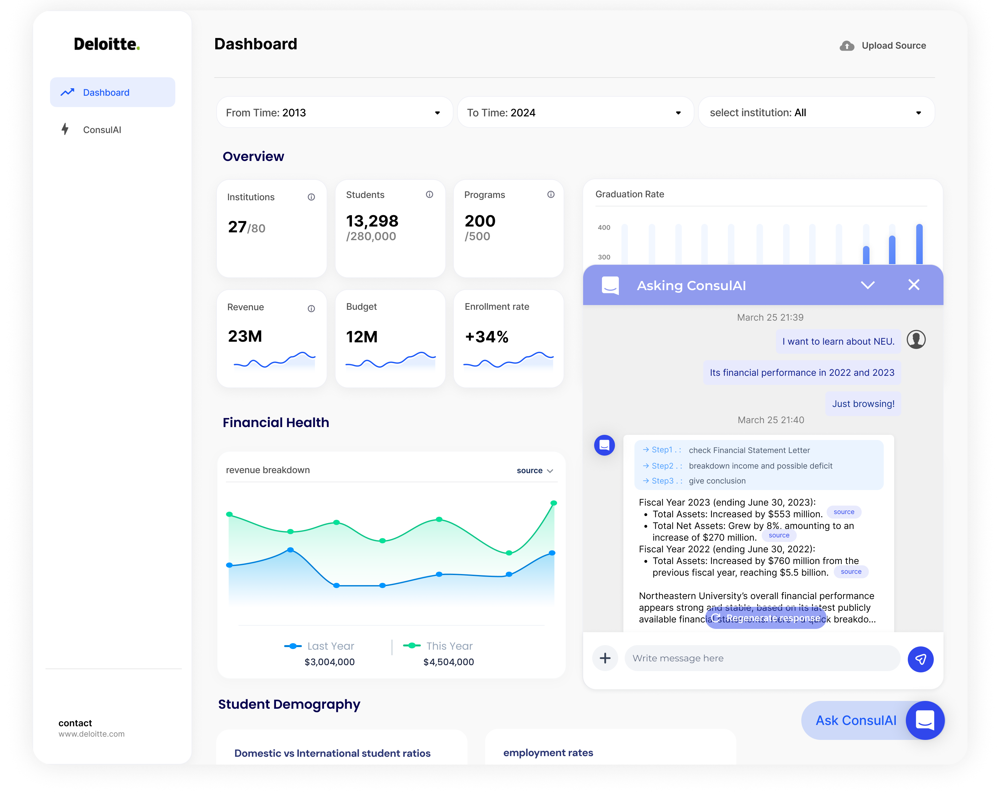 Deloitte.
Dashboard
ConsulAI
contact
www.deloitte.com
Dashboard
Upload Source
From Time: 2013
To Time: 2024
select institution: All
Overview
Institutions
27/80
Students
13,298
/280,000
Programs
200
/500
Revenue
23M
Budget
12M
Enrollment rate
+34%
Graduation Rate
400
300
Financial Health
revenue breakdown
source
Last Year
$3,004,000
This Year
$4,504,000
Student Demography
Domestic vs International student ratios
employment rates
Asking ConsulAI
March 25 21:39
I want to learn about NEU.
Its financial performance in 2022 and 2023
Just browsing!
March 25 21:40
→ Step1 . : check Financial Statement Letter
→ Step2 . : breakdown income and possible deficit
→ Step3 . : give conclusion
Fiscal Year 2023 (ending June 30, 2023):
• Total Assets: Increased by $553 million. source
• Total Net Assets: Grew by 8%, amounting to an
increase of $270 million. source
Fiscal Year 2022 (ending June 30, 2022):
• Total Assets: Increased by $760 million from the
previous fiscal year, reaching $5.5 billion. source
Northeastern University’s overall financial performance
appears strong and stable, based on its latest publicly
available financial statements. Here's a quick breakdo...
Regenerate response
Write message here
Ask ConsulAI